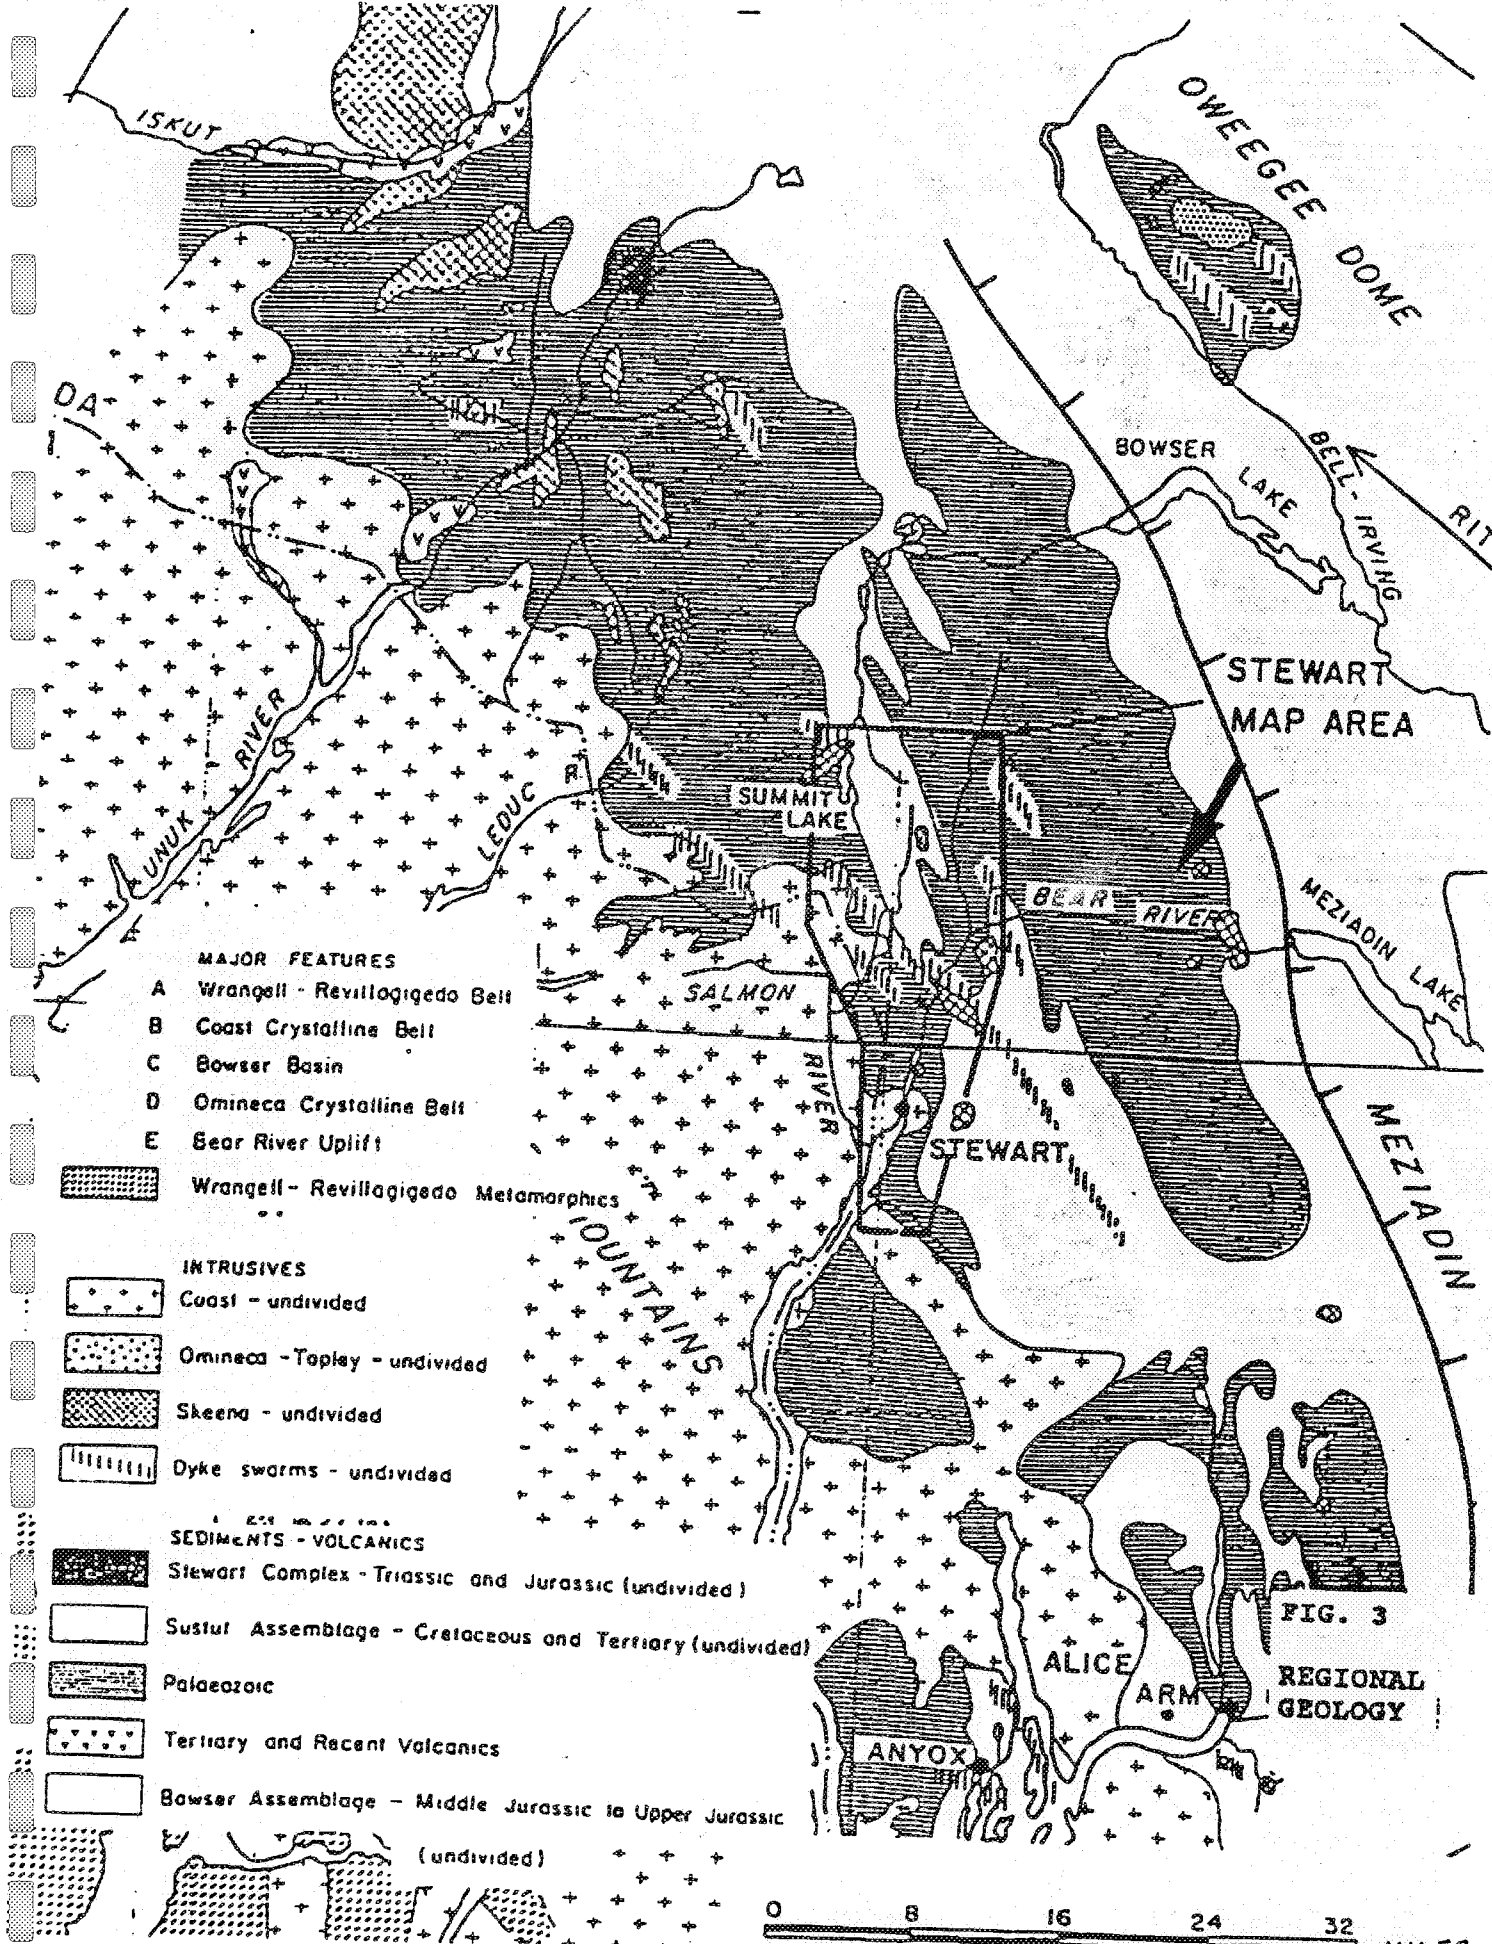 ISKUT
OWEEGEE
DOME
DA
BOWSER
LAKE
BELL-IRVING
RIT
STEWART
MAP AREA
UNUK RIVER
LEDUC R
SUMMIT
LAKE
BEAR RIVER
MEZIADIN
LAKE
SALMON
RIVER
STEWART
MEZIADIN
OUNTAINS
MAJOR FEATURES
A Wrangell - Revillagigedo Belt
B Coast Crystalline Belt
C Bowser Basin
D Omineca Crystalline Belt
E Bear River Uplift
Wrangell - Revillagigedo Metamorphics
INTRUSIVES
Coast - undivided
Omineca - Topley - undivided
Skeena - undivided
Dyke swarms - undivided
SEDIMENTS - VOLCANICS
Stewart Complex - Triassic and Jurassic (undivided)
Sustut Assemblage - Cretaceous and Tertiary (undivided)
Palaeozoic
Tertiary and Recent Volcanics
Bowser Assemblage - Middle Jurassic to Upper Jurassic
(undivided)
ALICE
ARM
ANYOX
FIG. 3
REGIONAL
GEOLOGY
0 8 16 24 32